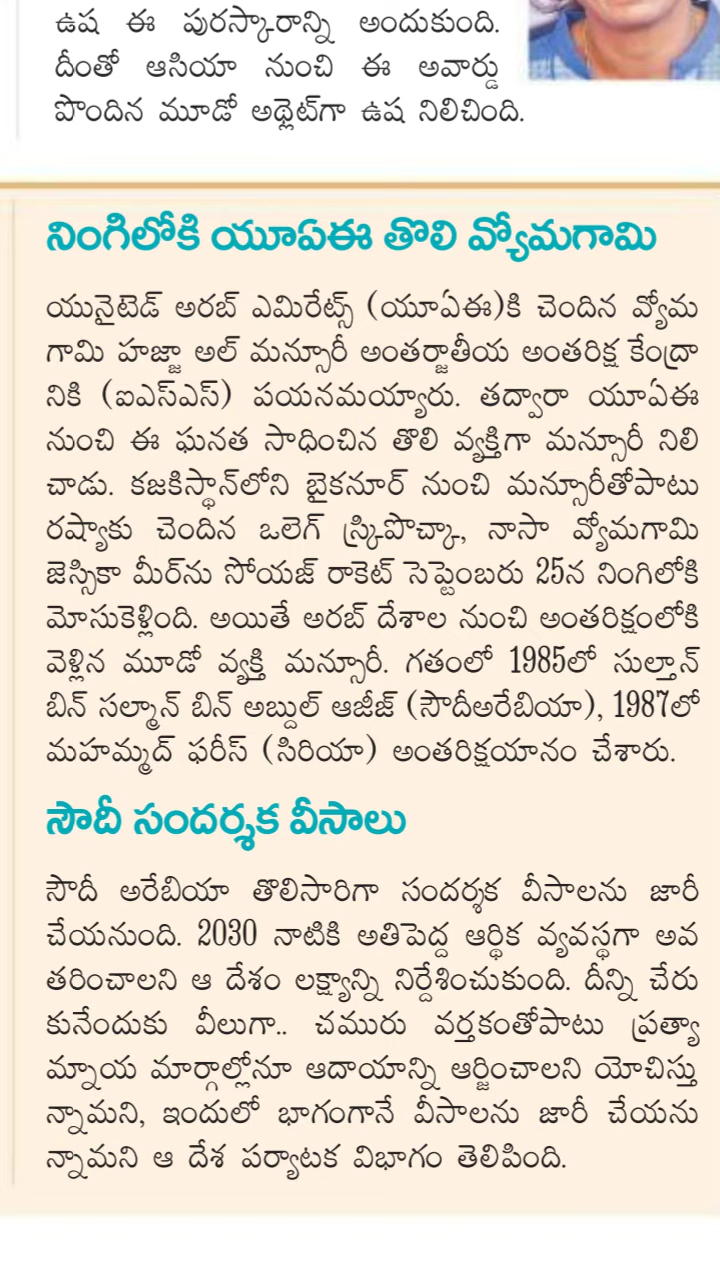 ఉష ఈ పురస్కారాన్ని అందుకుంది.
దీంతో ఆసియా నుంచి ఈ అవార్డు
పొందిన మూడో అథ్లెట్‌గా ఉష నిలిచింది.
నింగిలోకి యూఏఈ తొలి వ్యోమగామి
యునైటెడ్ అరబ్ ఎమిరేట్స్ (యూఏఈ)కి చెందిన వ్యోమ
గామి హజ్జా అల్ మన్సూరీ అంతర్జాతీయ అంతరిక్ష కేంద్రా
నికి (ఐఎస్ఎస్) పయనమయ్యారు. తద్వారా యూఏఈ
నుంచి ఈ ఘనత సాధించిన తొలి వ్యక్తిగా మన్సూరీ నిలి
చాడు. కజకిస్థాన్‌లోని బైకనూర్ నుంచి మన్సూరీతోపాటు
రష్యాకు చెందిన ఒలెగ్ స్క్రిపొచ్కా, నాసా వ్యోమగామి
జెస్సికా మీర్‌ను సోయజ్ రాకెట్ సెప్టెంబరు 25న నింగిలోకి
మోసుకెళ్లింది. అయితే అరబ్ దేశాల నుంచి అంతరిక్షంలోకి
వెళ్లిన మూడో వ్యక్తి మన్సూరీ. గతంలో 1985లో సుల్తాన్
బిన్ సల్మాన్ బిన్ అబ్దుల్ ఆజీజ్ (సౌదీఅరేబియా), 1987లో
మహమ్మద్ ఫరీస్ (సిరియా) అంతరిక్షయానం చేశారు.
సౌదీ సందర్శక వీసాలు
సౌదీ అరేబియా తొలిసారిగా సందర్శక వీసాలను జారీ
చేయనుంది. 2030 నాటికి అతిపెద్ద ఆర్థిక వ్యవస్థగా అవ
తరించాలని ఆ దేశం లక్ష్యాన్ని నిర్దేశించుకుంది. దీన్ని చేరు
కునేందుకు వీలుగా.. చమురు వర్తకంతోపాటు ప్రత్యా
మ్నాయ మార్గాల్లోనూ ఆదాయాన్ని ఆర్జించాలని యోచిస్తు
న్నామని, ఇందులో భాగంగానే వీసాలను జారీ చేయను
న్నామని ఆ దేశ పర్యాటక విభాగం తెలిపింది.